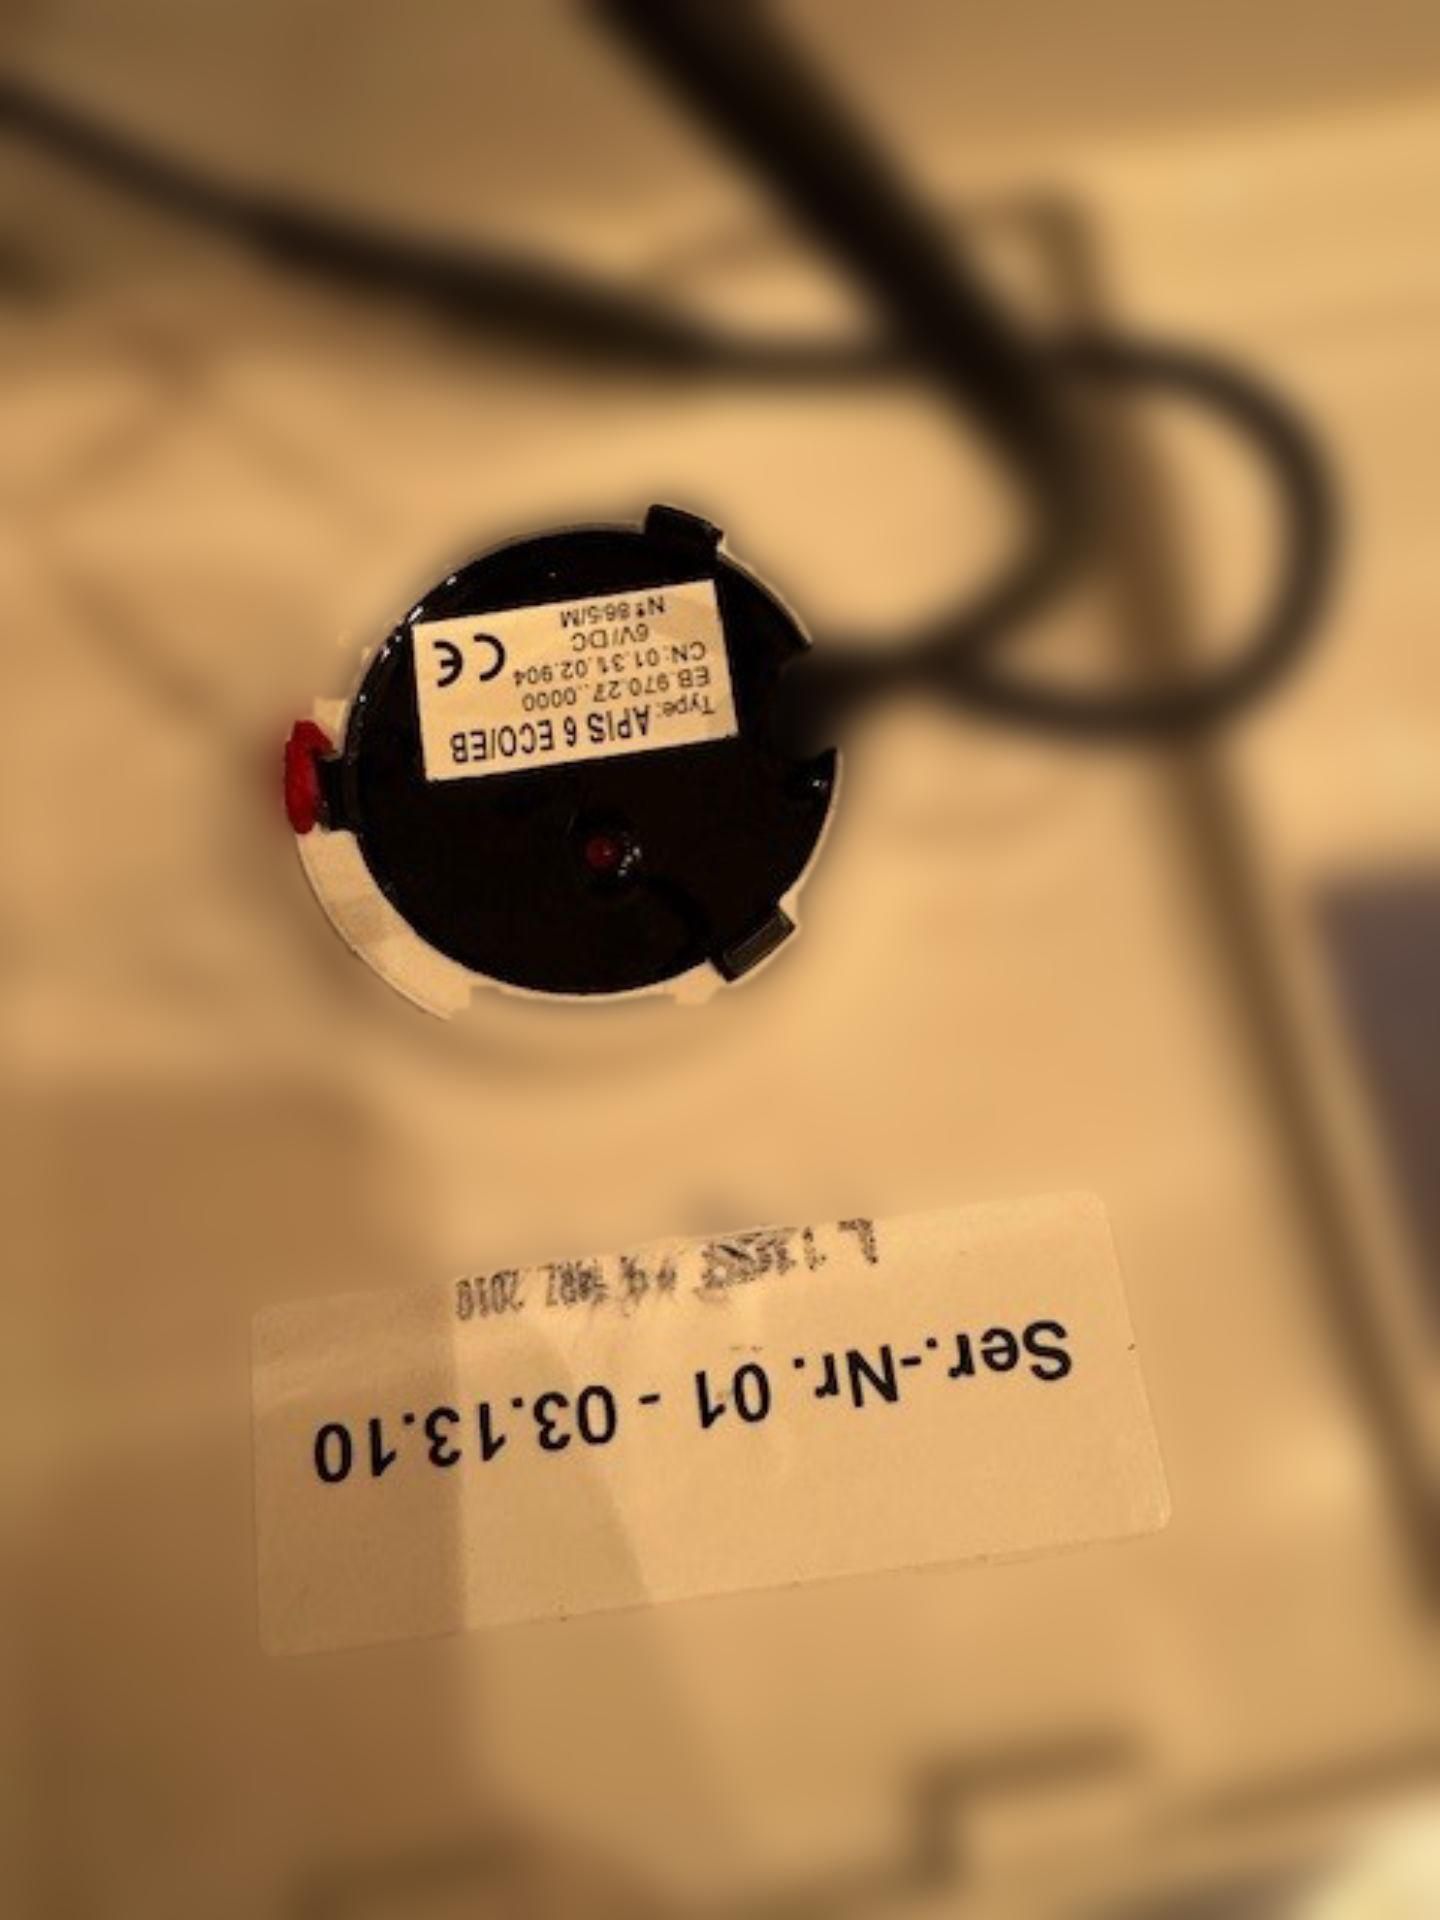 Type: APIS 6 ECO/EB
EB.970.27..0000
CN: 01.31.02.904
6V/DC
N° 865/M
CE
Ser.-Nr. 01 - 03.13.10
2010